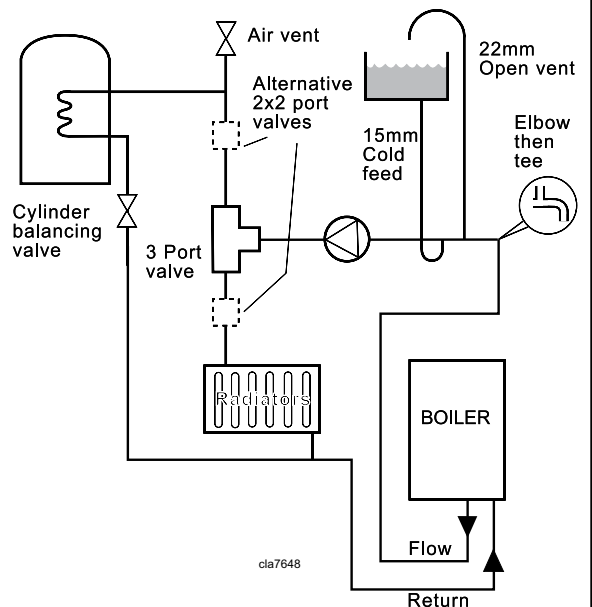 Air vent
22mm
Open vent
Alternative
2x2 port
valves
15mm
Cold
feed
Elbow
then
tee
Cylinder
balancing
valve
3 Port
valve
Radiators
BOILER
Flow
cla7648
Return